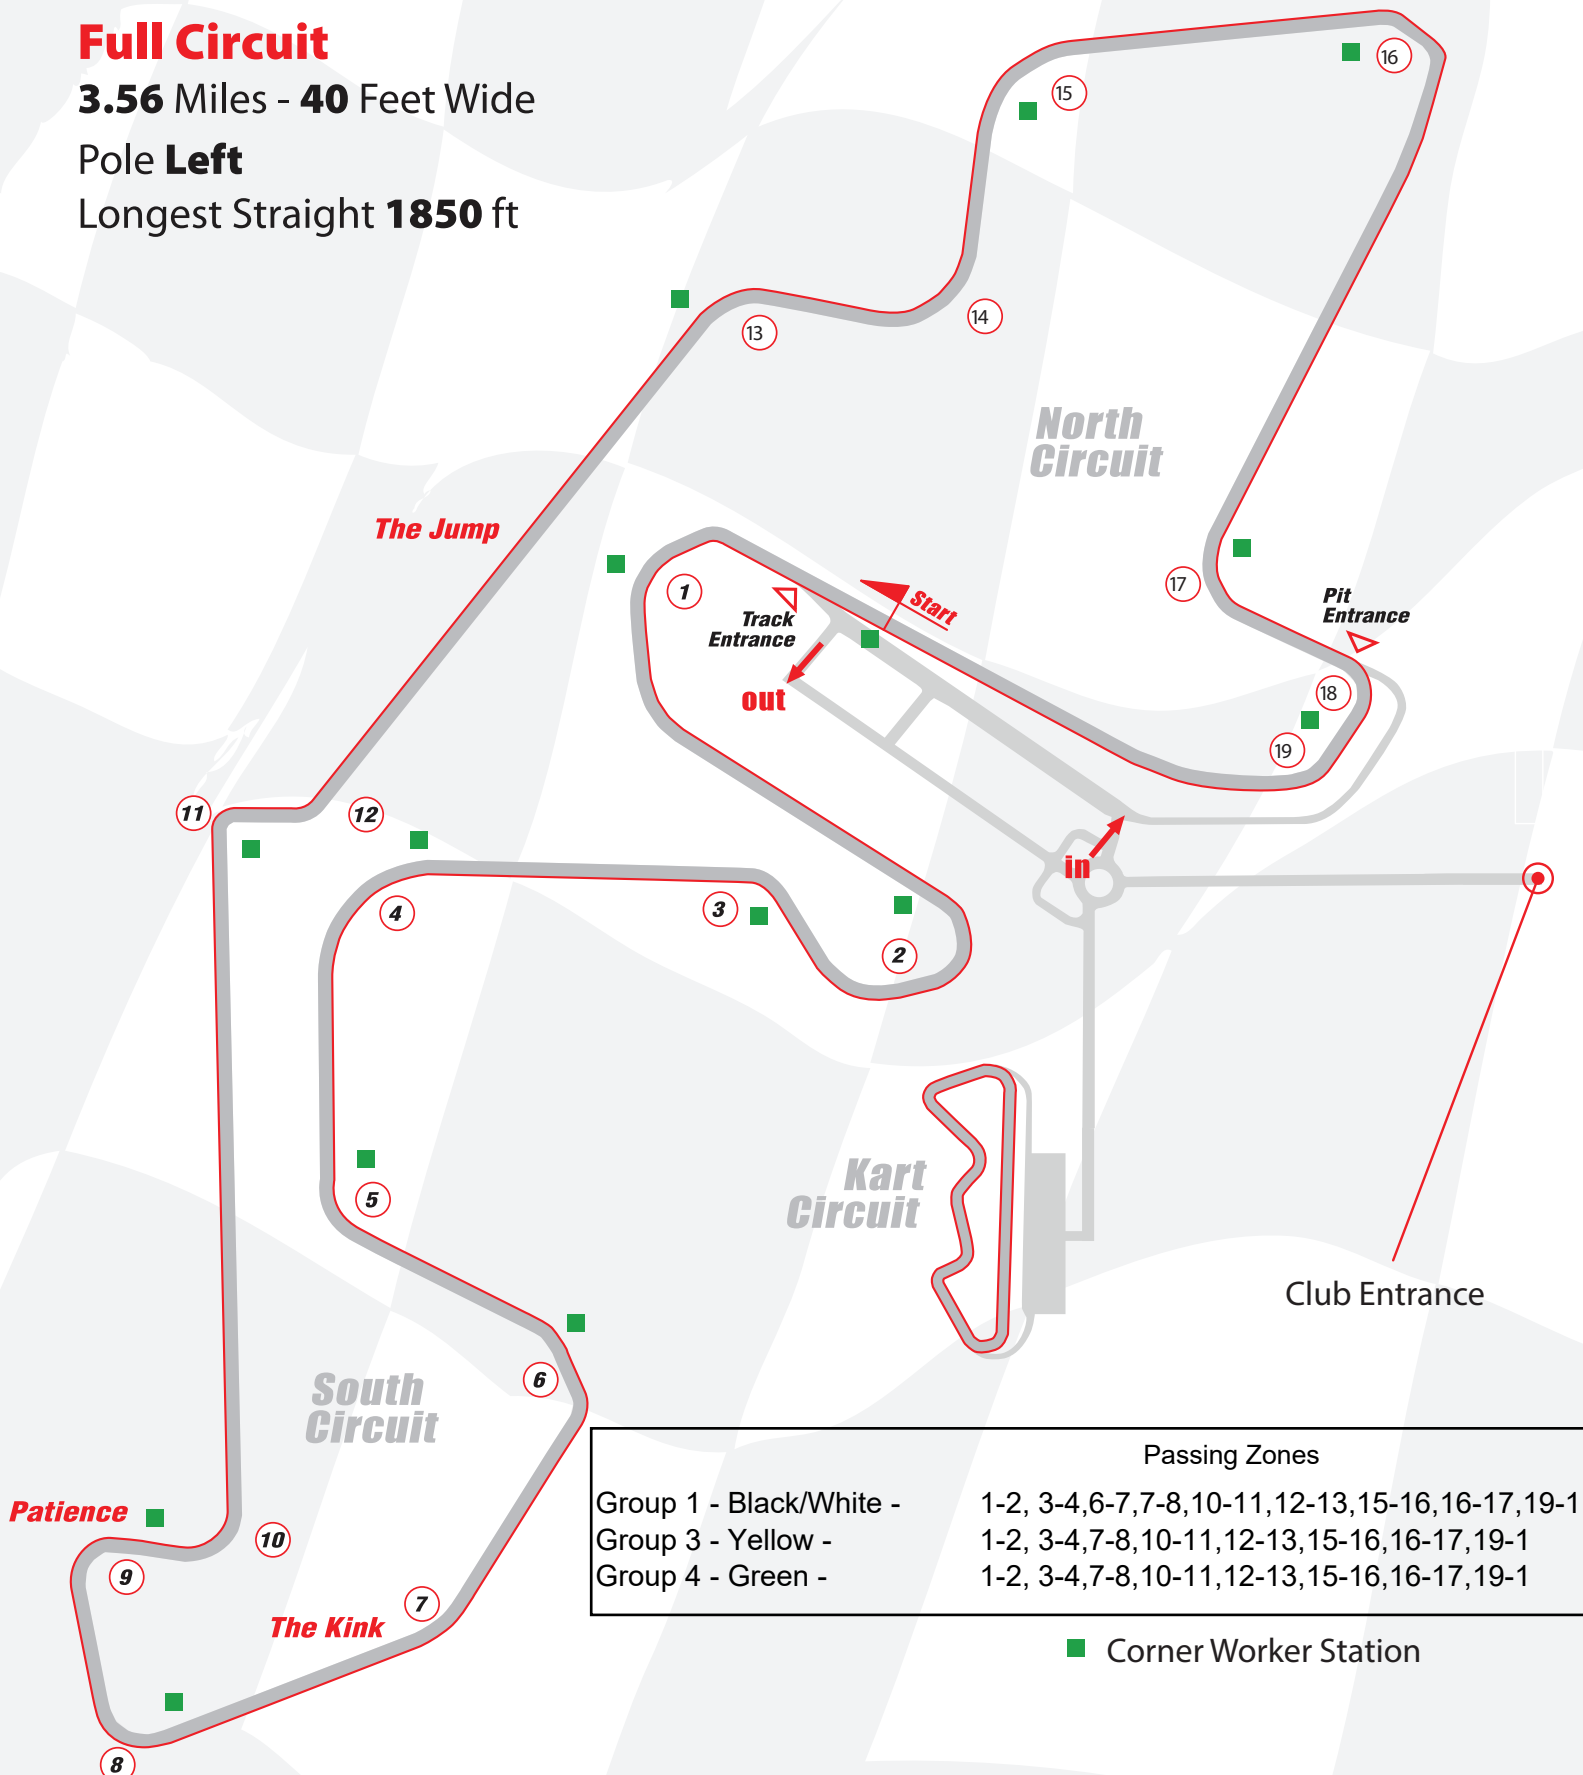 Full Circuit
3.56 Miles - 40 Feet Wide
Pole Left
Longest Straight 1850 ft
16
15
14
13
North
Circuit
The Jump
1
Start
Track
Entrance
out
17
Pit
Entrance
18
19
11
12
in
4
3
2
5
Kart
Circuit
Club Entrance
6
South
Circuit
Patience
10
9
7
The Kink
8
Passing Zones
Group 1 - Black/White - 1-2, 3-4,6-7,7-8,10-11,12-13,15-16,16-17,19-1
Group 3 - Yellow - 1-2, 3-4,7-8,10-11,12-13,15-16,16-17,19-1
Group 4 - Green - 1-2, 3-4,7-8,10-11,12-13,15-16,16-17,19-1
Corner Worker Station